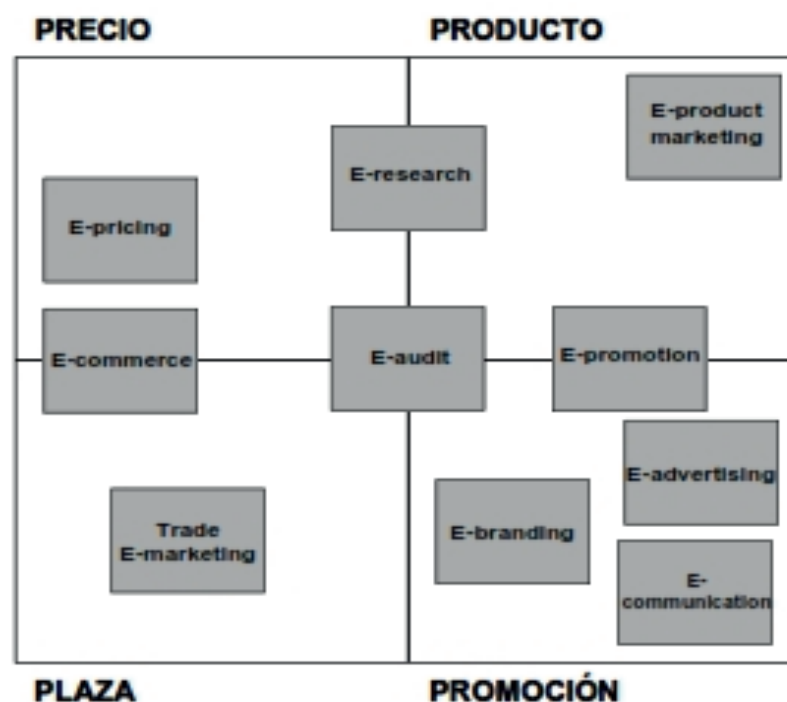 PRECIO
PRODUCTO
E-product
marketing
E-research
E-pricing
E-commerce
E-audit
E-promotion
E-advertising
Trade
E-marketing
E-branding
E-
communication
PLAZA
PROMOCIÓN